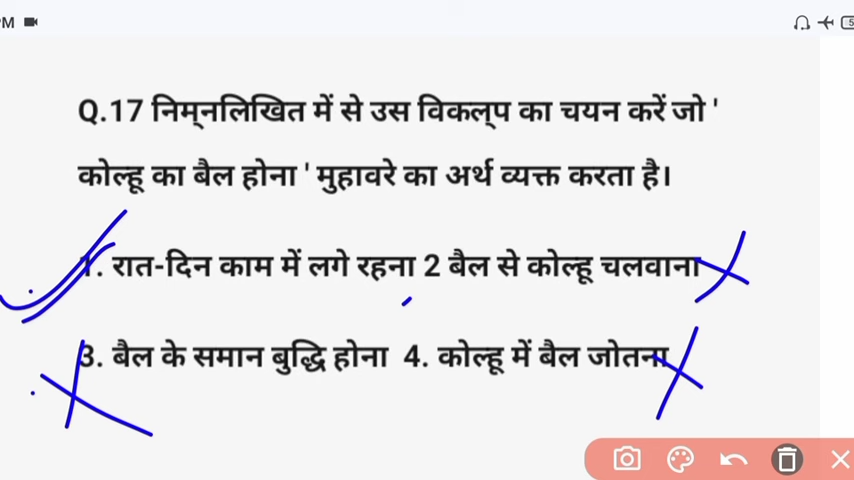 PM
Q.17 निम्नलिखित में से उस विकल्प का चयन करें जो '
कोल्हू का बैल होना ' मुहावरे का अर्थ व्यक्त करता है।
1. रात-दिन काम में लगे रहना 2 बैल से कोल्हू चलवाना
3. बैल के समान बुद्धि होना 4. कोल्हू में बैल जोतना